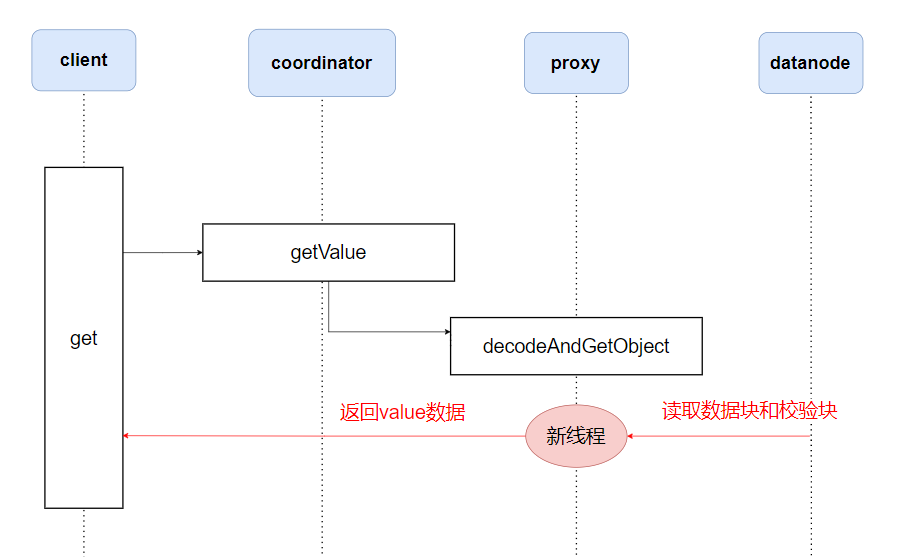 client
coordinator
proxy
datanode
getValue
get
decodeAndGetObject
返回value数据
读取数据块和校验块
新线程